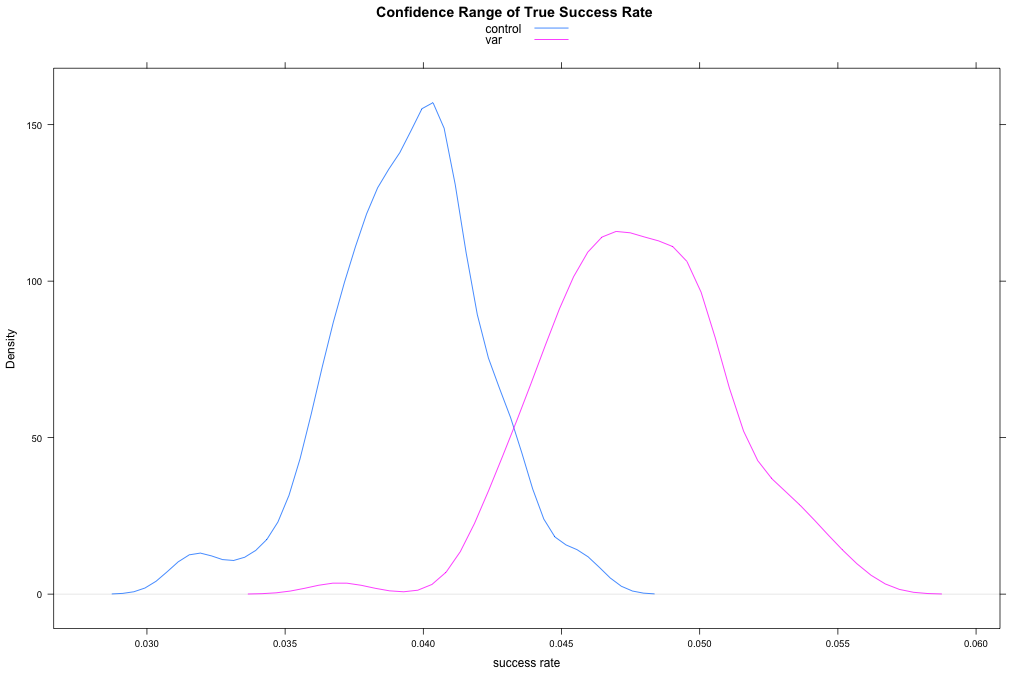 Confidence Range of True Success Rate
control
var
150
100
50
0
Density
0.030 0.035 0.040 0.045 0.050 0.055 0.060
success rate